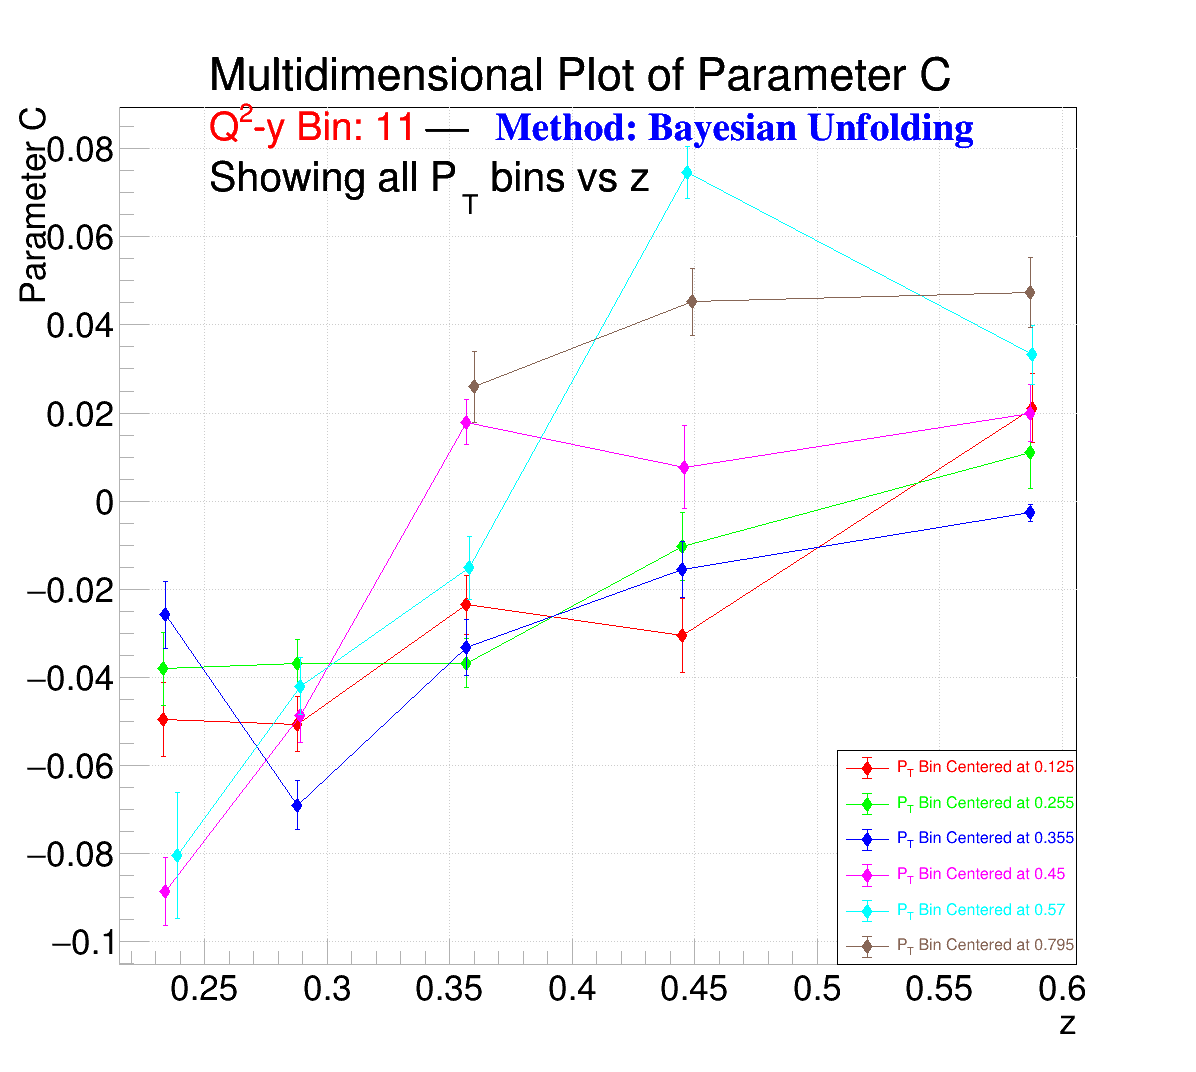 Multidimensional Plot of Parameter C
Q2-y Bin: 11 — Method: Bayesian Unfolding
Showing all PT bins vs z
Parameter C
0.08
0.06
0.04
0.02
0
−0.02
−0.04
−0.06
−0.08
−0.1
PT Bin Centered at 0.125
PT Bin Centered at 0.255
PT Bin Centered at 0.355
PT Bin Centered at 0.45
PT Bin Centered at 0.57
PT Bin Centered at 0.795
0.25 0.3 0.35 0.4 0.45 0.5 0.55 0.6
z